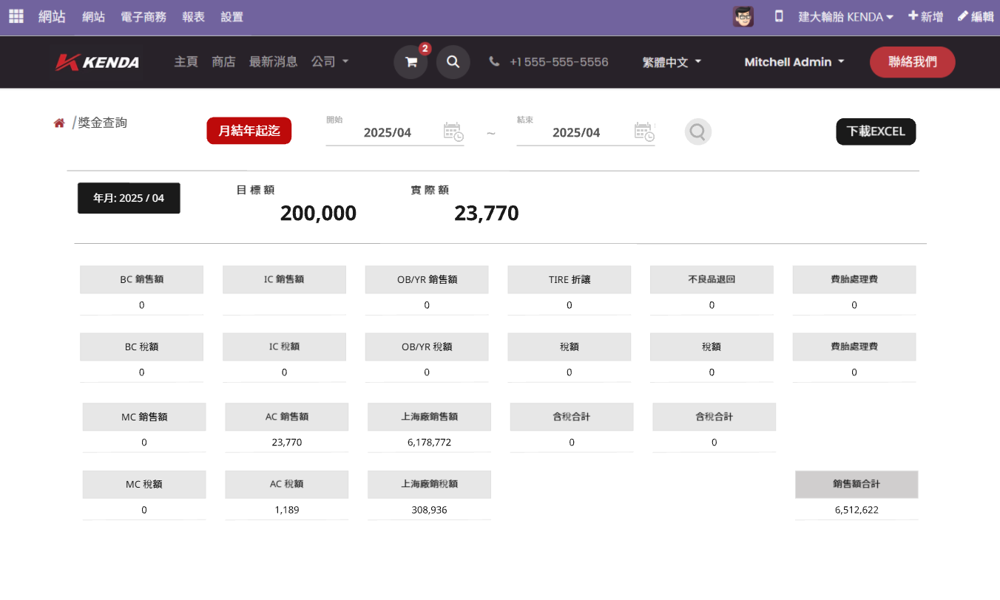 網站 網站 電子商務 報表 設置 建大輪胎 KENDA 新增 編輯
KENDA 主頁 商店 最新消息 公司 2 +1 555-555-5556 繁體中文 Mitchell Admin 聯絡我們
/獎金查詢 月結年起迄 開始 2025/04 ~ 結束 2025/04 下載EXCEL
年月: 2025 / 04 目標額 200,000 實際額 23,770
BC 銷售額 IC 銷售額 OB/YR 銷售額 TIRE 折讓 不良品退回 費胎處理費
0 0 0 0 0
BC 稅額 IC 稅額 OB/YR 稅額 稅額 稅額 費胎處理費
0 0 0 0 0 0
MC 銷售額 AC 銷售額 上海廠銷售額 含稅合計 含稅合計
0 23,770 6,178,772 0 0
MC 稅額 AC 稅額 上海廠銷稅額 銷售額合計
0 1,189 308,936 6,512,622